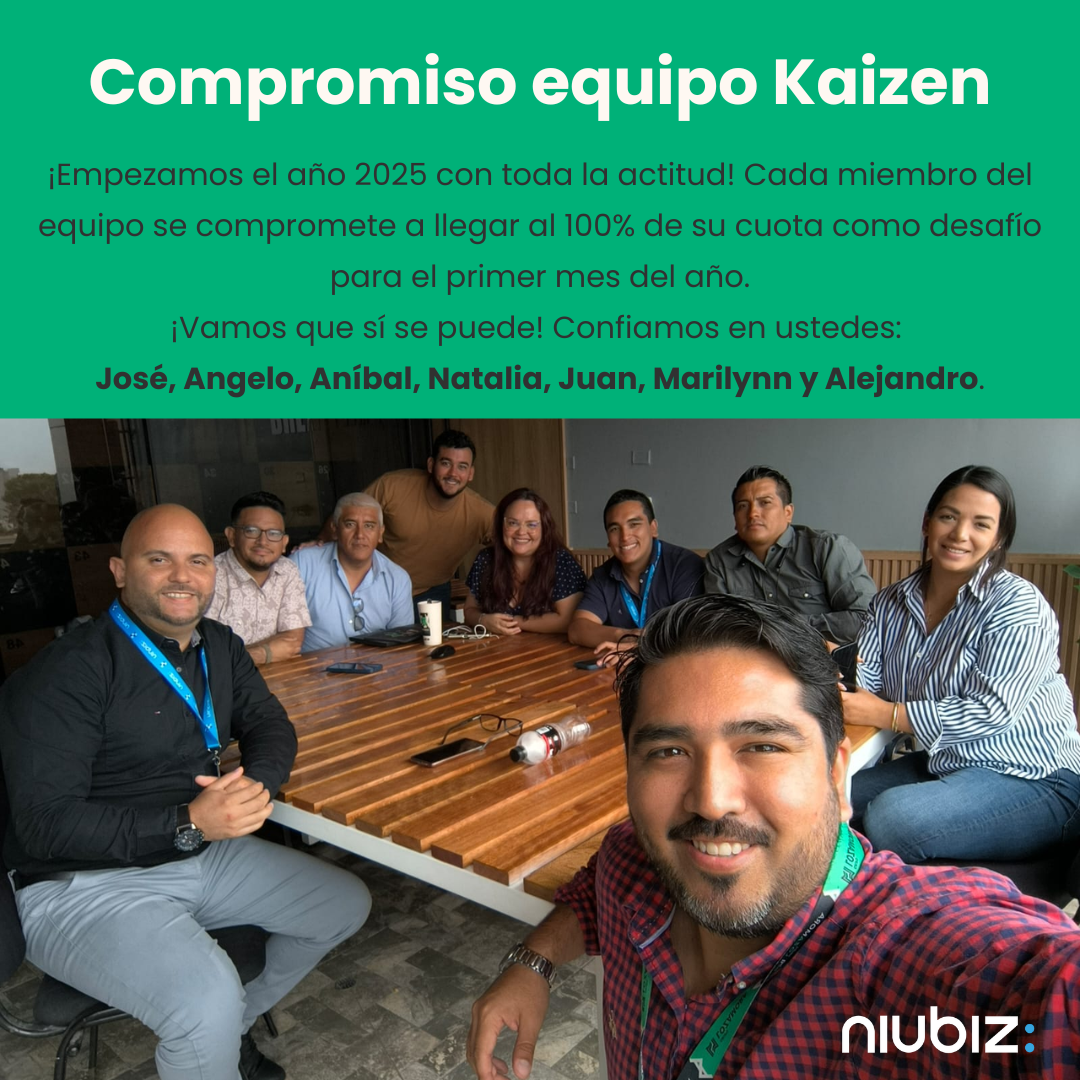 Compromiso equipo Kaizen
¡Empezamos el año 2025 con toda la actitud! Cada miembro del
equipo se compromete a llegar al 100% de su cuota como desafío
para el primer mes del año.
¡Vamos que sí se puede! Confiamos en ustedes:
José, Angelo, Aníbal, Natalia, Juan, Marilynn y Alejandro.
niubiz: